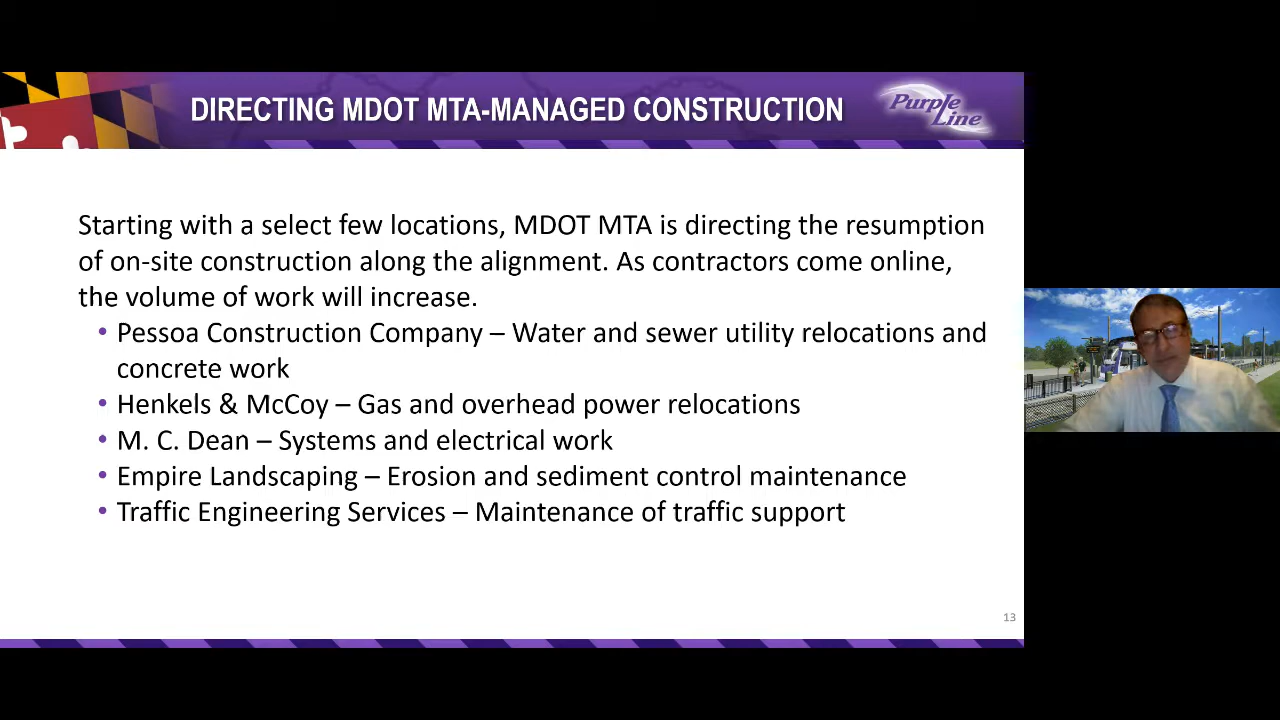 DIRECTING MDOT MTA-MANAGED CONSTRUCTION
Purple
Line
Starting with a select few locations, MDOT MTA is directing the resumption
of on-site construction along the alignment. As contractors come online,
the volume of work will increase.
• Pessoa Construction Company – Water and sewer utility relocations and
concrete work
• Henkels & McCoy – Gas and overhead power relocations
• M. C. Dean – Systems and electrical work
• Empire Landscaping – Erosion and sediment control maintenance
• Traffic Engineering Services – Maintenance of traffic support
13